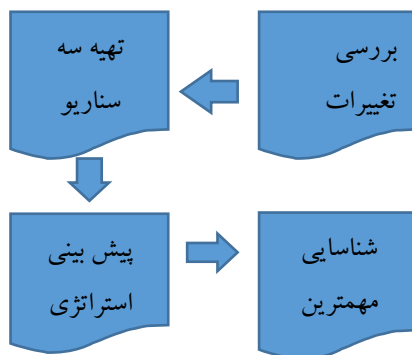 بررسی
تغییرات
تهیه سه
سناریو
پیش بینی
استراتژی
شناسایی
مهمترین